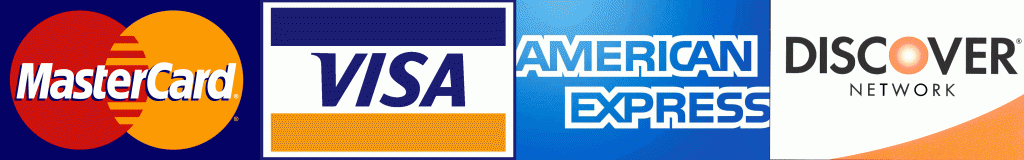 MasterCard
VISA
AMERICAN
EXPRESS
DISCOVER®
NETWORK